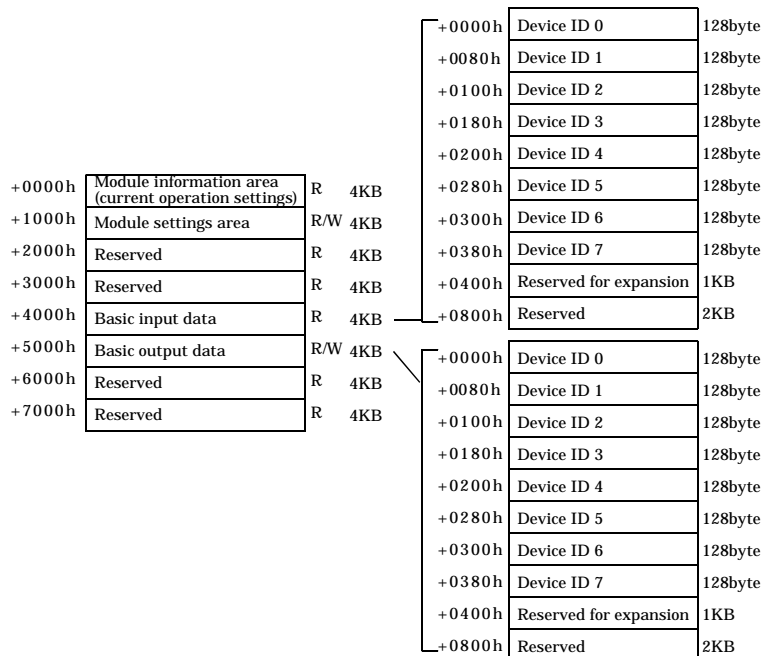 +0000h Device ID 0 128byte
+0080h Device ID 1 128byte
+0100h Device ID 2 128byte
+0180h Device ID 3 128byte
+0200h Device ID 4 128byte
+0280h Device ID 5 128byte
+0300h Device ID 6 128byte
+0380h Device ID 7 128byte
+0400h Reserved for expansion 1KB
+0800h Reserved 2KB
+0000h Module information area
(current operation settings) R 4KB
+1000h Module settings area R/W 4KB
+2000h Reserved R 4KB
+3000h Reserved R 4KB
+4000h Basic input data R 4KB
+5000h Basic output data R/W 4KB
+6000h Reserved R 4KB
+7000h Reserved R 4KB
+0000h Device ID 0 128byte
+0080h Device ID 1 128byte
+0100h Device ID 2 128byte
+0180h Device ID 3 128byte
+0200h Device ID 4 128byte
+0280h Device ID 5 128byte
+0300h Device ID 6 128byte
+0380h Device ID 7 128byte
+0400h Reserved for expansion 1KB
+0800h Reserved 2KB